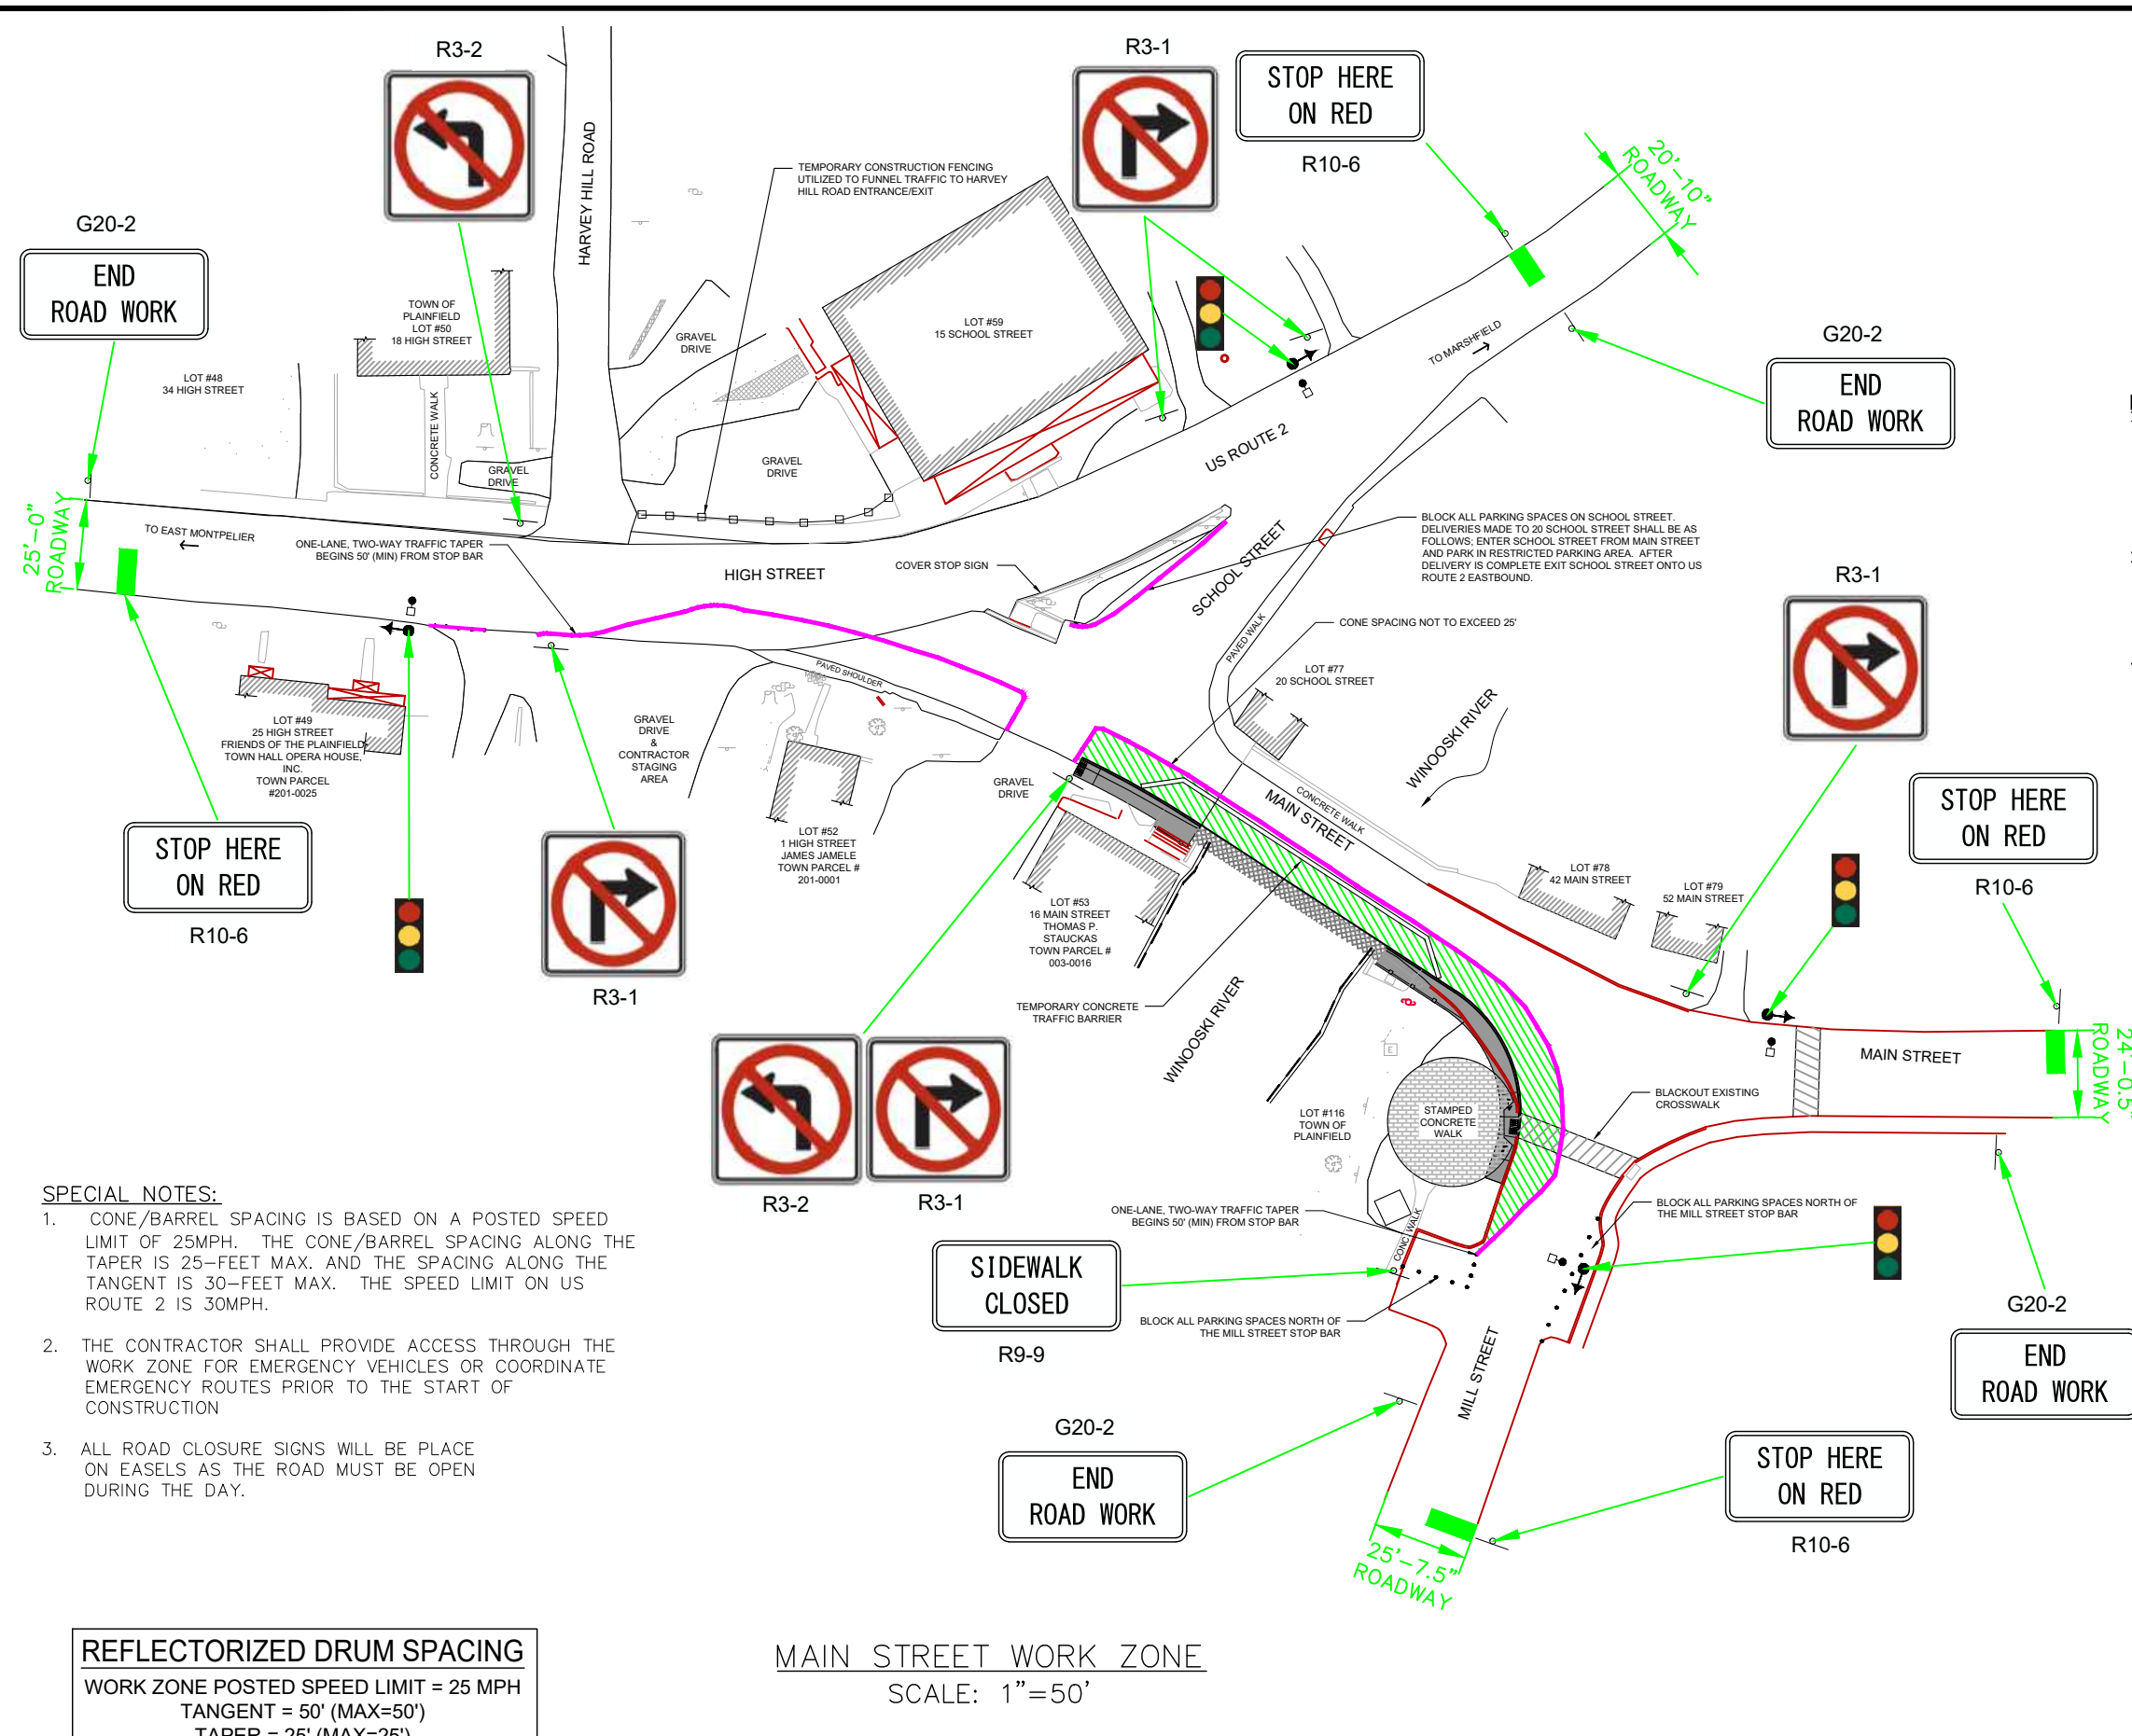 R3-2
R3-1
STOP HERE
ON RED
R10-6
20'-10"
ROADWAY
HARVEY HILL ROAD
TEMPORARY CONSTRUCTION FENCING
UTILIZED TO FUNNEL TRAFFIC TO HARVEY
HILL ROAD ENTRANCE/EXIT
G20-2
END
ROAD WORK
TOWN OF
PLAINFIELD
LOT #50
18 HIGH STREET
LOT #48
34 HIGH STREET
CONCRETE WALK
GRAVEL
DRIVE
GRAVEL
DRIVE
GRAVEL
DRIVE
LOT #59
15 SCHOOL STREET
US ROUTE 2
TO MARSHFIELD
G20-2
END
ROAD WORK
25'-0"
ROADWAY
TO EAST MONTPELIER
ONE-LANE, TWO-WAY TRAFFIC TAPER
BEGINS 50' (MIN) FROM STOP BAR
HIGH STREET
COVER STOP SIGN
SCHOOL STREET
BLOCK ALL PARKING SPACES ON SCHOOL STREET.
DELIVERIES MADE TO 20 SCHOOL STREET SHALL BE AS
FOLLOWS; ENTER SCHOOL STREET FROM MAIN STREET
AND PARK IN RESTRICTED PARKING AREA. AFTER
DELIVERY IS COMPLETE EXIT SCHOOL STREET ONTO US
ROUTE 2 EASTBOUND.
R3-1
CONE SPACING NOT TO EXCEED 25'
PAVED WALK
LOT #77
20 SCHOOL STREET
WINOOSKI RIVER
PAVED SHOULDER
LOT #49
25 HIGH STREET
FRIENDS OF THE PLAINFIELD
TOWN HALL OPERA HOUSE,
INC.
TOWN PARCEL
#201-0025
GRAVEL
DRIVE
&
CONTRACTOR
STAGING
AREA
GRAVEL
DRIVE
LOT #52
1 HIGH STREET
JAMES JAMELE
TOWN PARCEL #
201-0001
STOP HERE
ON RED
R10-6
R3-1
CONCRETE WALK
MAIN STREET
LOT #78
42 MAIN STREET
LOT #79
52 MAIN STREET
STOP HERE
ON RED
R10-6
LOT #53
16 MAIN STREET
THOMAS P.
STAUCKAS
TOWN PARCEL #
003-0016
WINOOSKI RIVER
TEMPORARY CONCRETE
TRAFFIC BARRIER
E
MAIN STREET
24'-0.5"
ROADWAY
R3-2
R3-1
LOT #116
TOWN OF
PLAINFIELD
STAMPED
CONCRETE
WALK
BLACKOUT EXISTING
CROSSWALK
ONE-LANE, TWO-WAY TRAFFIC TAPER
BEGINS 50' (MIN) FROM STOP BAR
CONC. WALK
BLOCK ALL PARKING SPACES NORTH OF
THE MILL STREET STOP BAR
SIDEWALK
CLOSED
R9-9
BLOCK ALL PARKING SPACES NORTH OF
THE MILL STREET STOP BAR
MILL STREET
G20-2
END
ROAD WORK
G20-2
END
ROAD WORK
STOP HERE
ON RED
R10-6
25'-7.5"
ROADWAY
SPECIAL NOTES:
1. CONE/BARREL SPACING IS BASED ON A POSTED SPEED
LIMIT OF 25MPH. THE CONE/BARREL SPACING ALONG THE
TAPER IS 25-FEET MAX. AND THE SPACING ALONG THE
TANGENT IS 30-FEET MAX. THE SPEED LIMIT ON US
ROUTE 2 IS 30MPH.
2. THE CONTRACTOR SHALL PROVIDE ACCESS THROUGH THE
WORK ZONE FOR EMERGENCY VEHICLES OR COORDINATE
EMERGENCY ROUTES PRIOR TO THE START OF
CONSTRUCTION
3. ALL ROAD CLOSURE SIGNS WILL BE PLACE
ON EASELS AS THE ROAD MUST BE OPEN
DURING THE DAY.
REFLECTORIZED DRUM SPACING
WORK ZONE POSTED SPEED LIMIT = 25 MPH
TANGENT = 50' (MAX=50')
TAPER = 25' (MAX=25')
MAIN STREET WORK ZONE
SCALE: 1"=50'